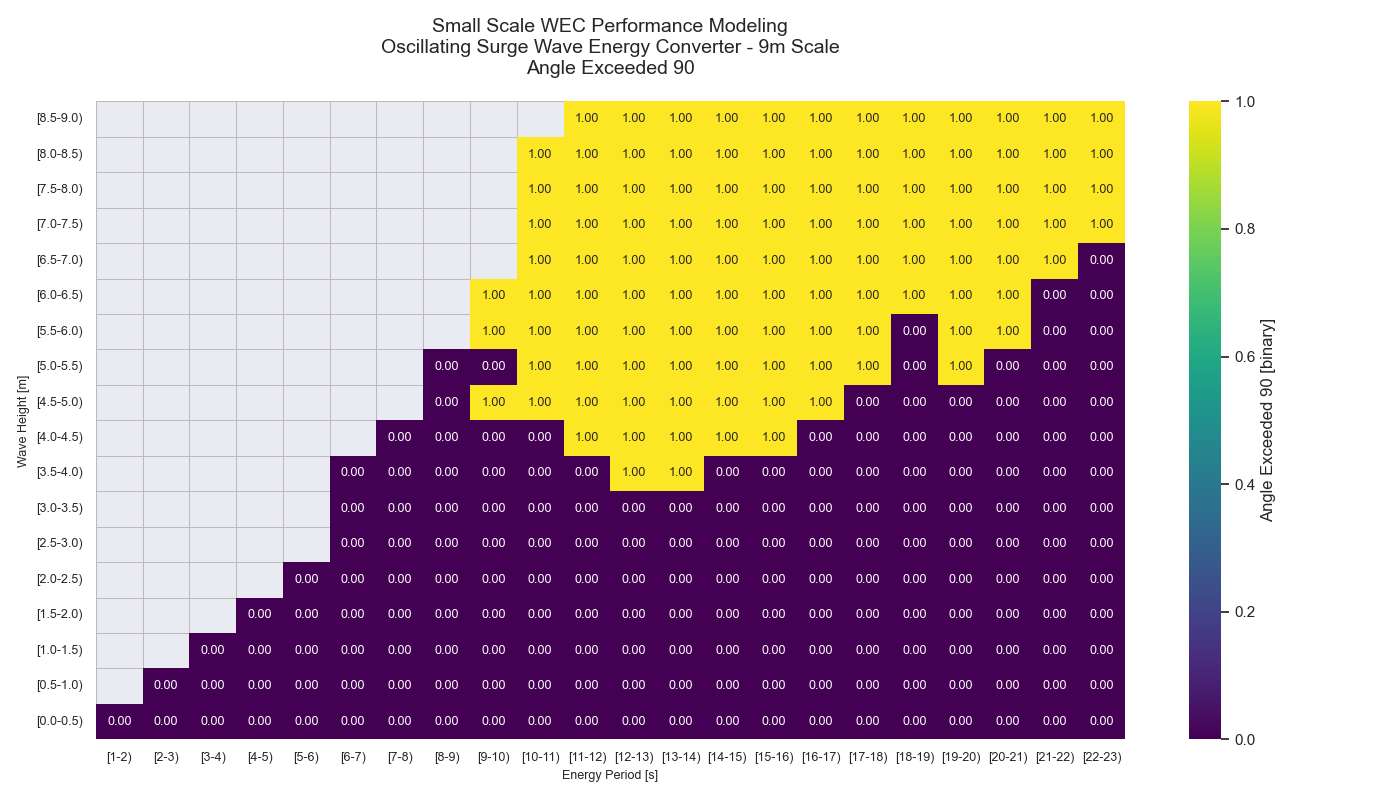 Small Scale WEC Performance Modeling
Oscillating Surge Wave Energy Converter - 9m Scale
Angle Exceeded 90
[8.5-9.0) 1.00 1.00 1.00 1.00 1.00 1.00 1.00 1.00 1.00 1.00 1.00 1.00
[8.0-8.5) 1.00 1.00 1.00 1.00 1.00 1.00 1.00 1.00 1.00 1.00 1.00 1.00 1.00
[7.5-8.0) 1.00 1.00 1.00 1.00 1.00 1.00 1.00 1.00 1.00 1.00 1.00 1.00 1.00
[7.0-7.5) 1.00 1.00 1.00 1.00 1.00 1.00 1.00 1.00 1.00 1.00 1.00 1.00 1.00
[6.5-7.0) 1.00 1.00 1.00 1.00 1.00 1.00 1.00 1.00 1.00 1.00 1.00 1.00 0.00
[6.0-6.5) 1.00 1.00 1.00 1.00 1.00 1.00 1.00 1.00 1.00 1.00 1.00 1.00 0.00 0.00
[5.5-6.0) 1.00 1.00 1.00 1.00 1.00 1.00 1.00 1.00 1.00 0.00 1.00 1.00 0.00 0.00
[5.0-5.5) 0.00 0.00 1.00 1.00 1.00 1.00 1.00 1.00 1.00 1.00 0.00 1.00 0.00 0.00 0.00
[4.5-5.0) 0.00 1.00 1.00 1.00 1.00 1.00 1.00 1.00 1.00 0.00 0.00 0.00 0.00 0.00 0.00
[4.0-4.5) 0.00 0.00 0.00 0.00 1.00 1.00 1.00 1.00 1.00 0.00 0.00 0.00 0.00 0.00 0.00 0.00
[3.5-4.0) 0.00 0.00 0.00 0.00 0.00 0.00 1.00 1.00 0.00 0.00 0.00 0.00 0.00 0.00 0.00 0.00 0.00
[3.0-3.5) 0.00 0.00 0.00 0.00 0.00 0.00 0.00 0.00 0.00 0.00 0.00 0.00 0.00 0.00 0.00 0.00 0.00
[2.5-3.0) 0.00 0.00 0.00 0.00 0.00 0.00 0.00 0.00 0.00 0.00 0.00 0.00 0.00 0.00 0.00 0.00 0.00
[2.0-2.5) 0.00 0.00 0.00 0.00 0.00 0.00 0.00 0.00 0.00 0.00 0.00 0.00 0.00 0.00 0.00 0.00 0.00 0.00
[1.5-2.0) 0.00 0.00 0.00 0.00 0.00 0.00 0.00 0.00 0.00 0.00 0.00 0.00 0.00 0.00 0.00 0.00 0.00 0.00 0.00
[1.0-1.5) 0.00 0.00 0.00 0.00 0.00 0.00 0.00 0.00 0.00 0.00 0.00 0.00 0.00 0.00 0.00 0.00 0.00 0.00 0.00 0.00
[0.5-1.0) 0.00 0.00 0.00 0.00 0.00 0.00 0.00 0.00 0.00 0.00 0.00 0.00 0.00 0.00 0.00 0.00 0.00 0.00 0.00 0.00 0.00
[0.0-0.5) 0.00 0.00 0.00 0.00 0.00 0.00 0.00 0.00 0.00 0.00 0.00 0.00 0.00 0.00 0.00 0.00 0.00 0.00 0.00 0.00 0.00 0.00
[1-2) [2-3) [3-4) [4-5) [5-6) [6-7) [7-8) [8-9) [9-10) [10-11) [11-12) [12-13) [13-14) [14-15) [15-16) [16-17) [17-18) [18-19) [19-20) [20-21) [21-22) [22-23)
Energy Period [s]
Wave Height [m]
1.0
0.8
0.6
0.4
0.2
0.0
Angle Exceeded 90 [binary]